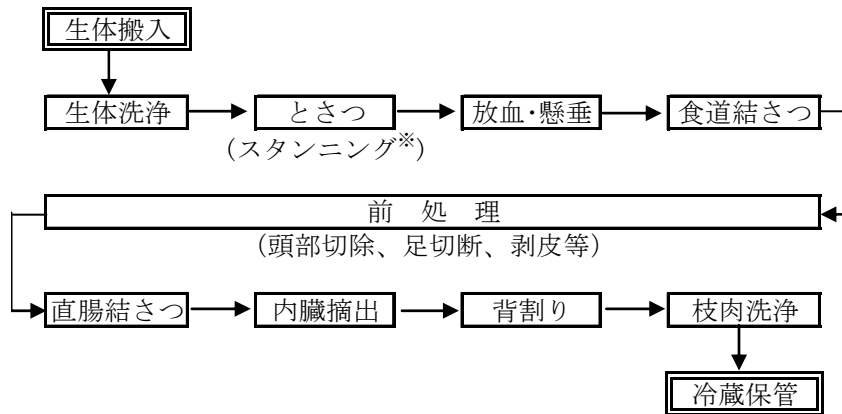 生体搬入
生体洗浄 とさつ 放血・懸垂 食道結さつ
(スタンニング※)
前 処 理
(頭部切除、足切断、剥皮等)
直腸結さつ 内臓摘出 背割り 枝肉洗浄
冷蔵保管